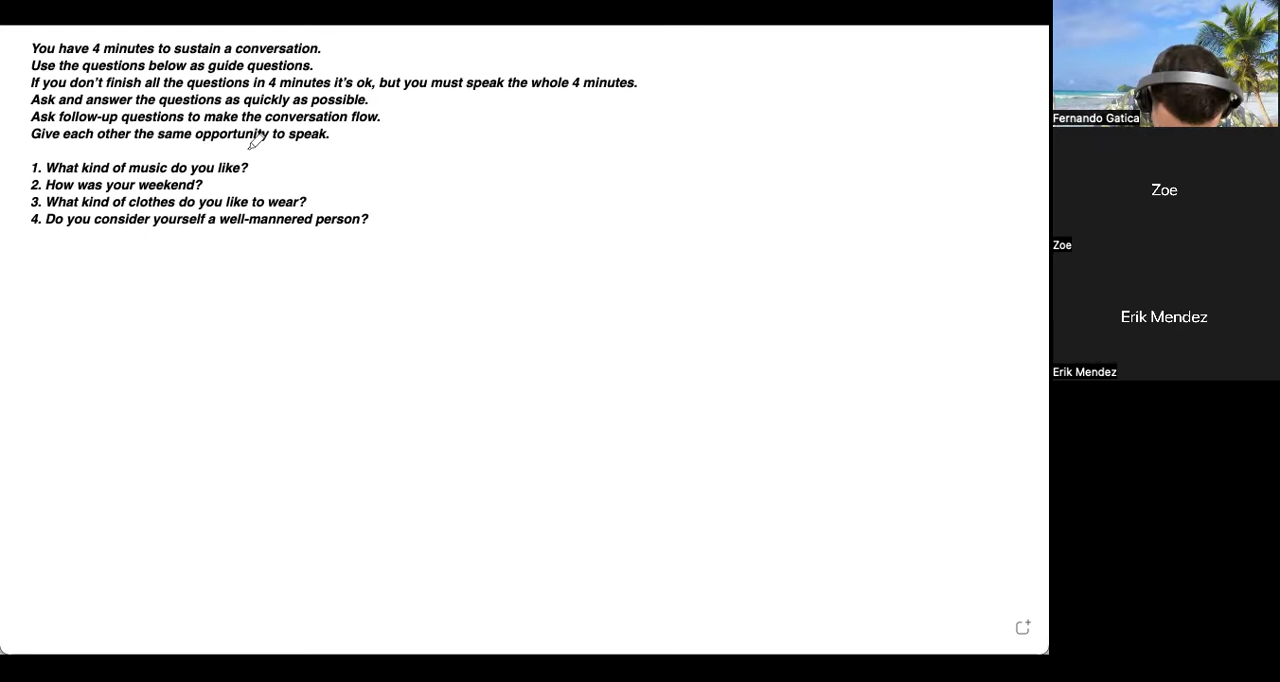 You have 4 minutes to sustain a conversation.
Use the questions below as guide questions.
If you don't finish all the questions in 4 minutes it's ok, but you must speak the whole 4 minutes.
Ask and answer the questions as quickly as possible.
Ask follow-up questions to make the conversation flow.
Give each other the same opportunity to speak.
1. What kind of music do you like?
2. How was your weekend?
3. What kind of clothes do you like to wear?
4. Do you consider yourself a well-mannered person?
Fernando Gatica
Zoe
Zoe
Erik Mendez
Erik Mendez